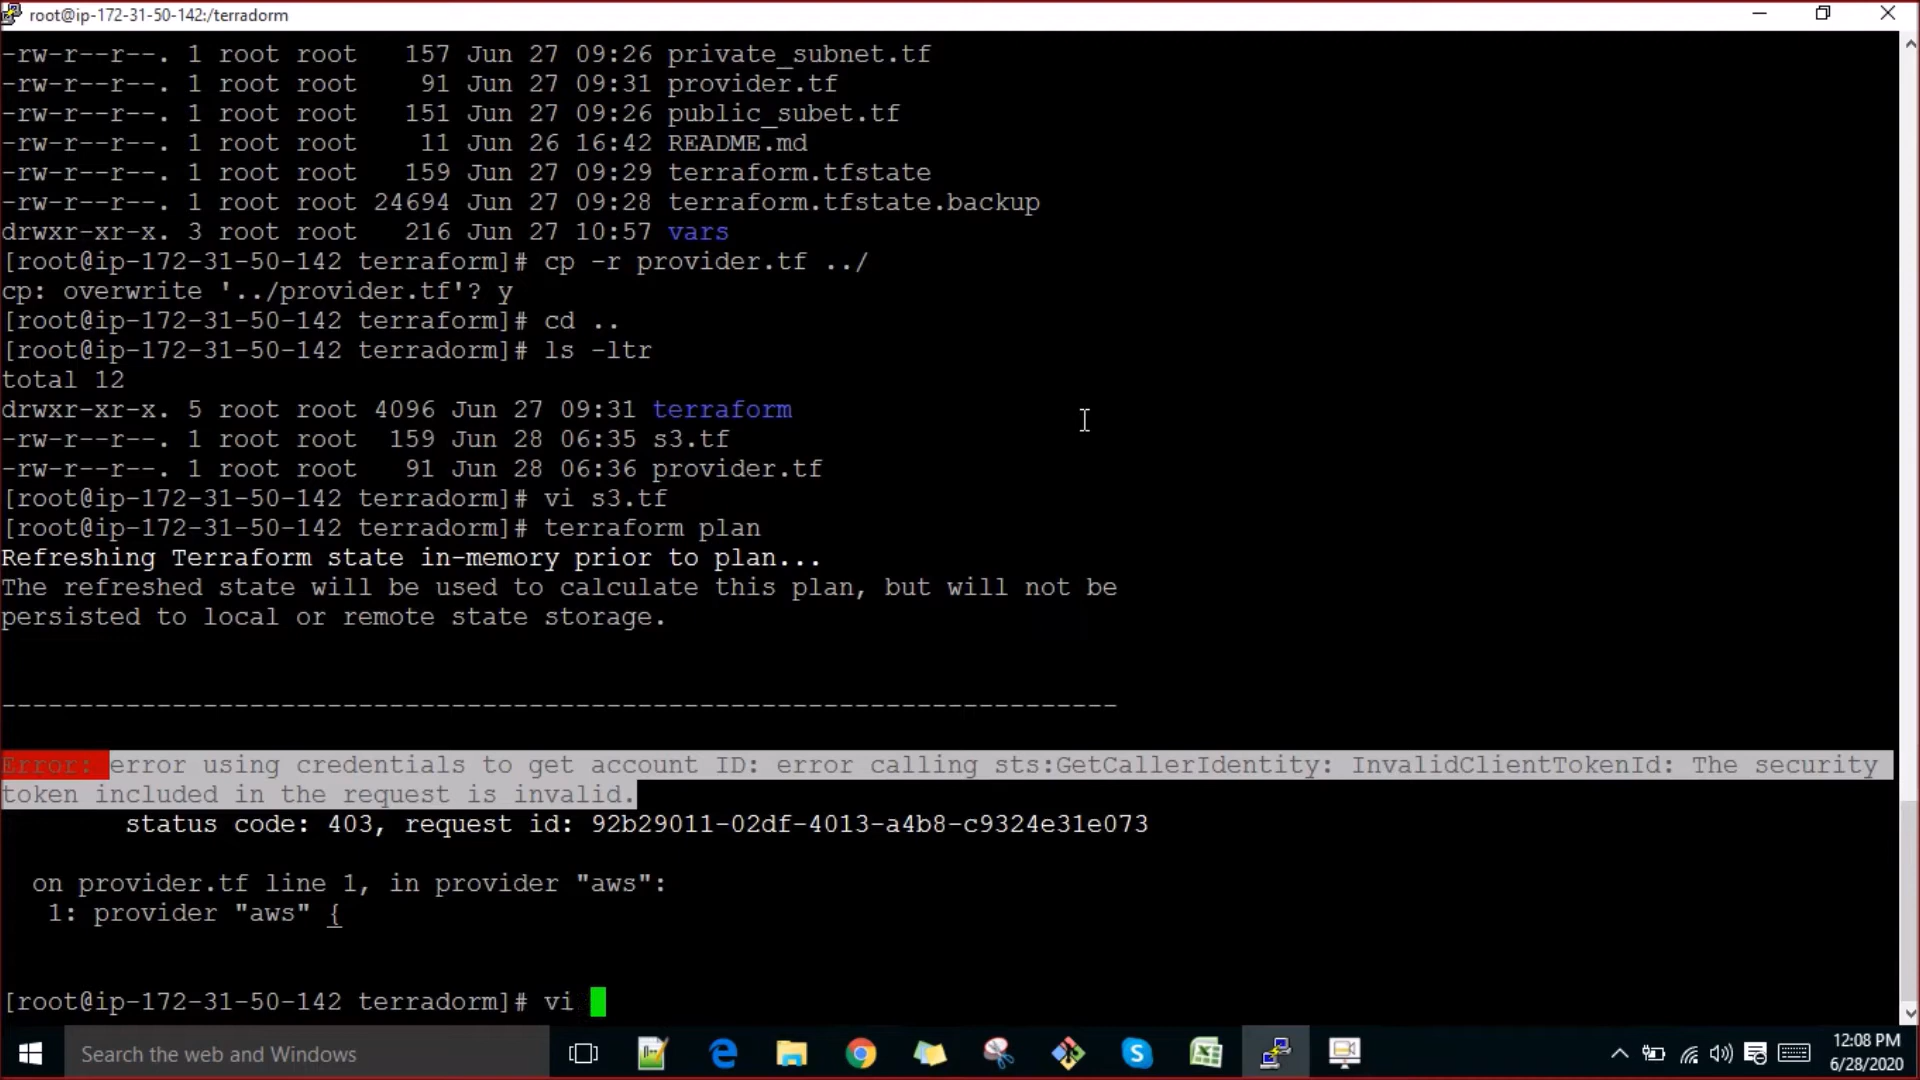 root@ip-172-31-50-142:/terradorm
-rw-r--r--. 1 root root   157 Jun 27 09:26 private_subnet.tf
-rw-r--r--. 1 root root    91 Jun 27 09:31 provider.tf
-rw-r--r--. 1 root root   151 Jun 27 09:26 public_subet.tf
-rw-r--r--. 1 root root    11 Jun 26 16:42 README.md
-rw-r--r--. 1 root root   159 Jun 27 09:29 terraform.tfstate
-rw-r--r--. 1 root root 24694 Jun 27 09:28 terraform.tfstate.backup
drwxr-xr-x. 3 root root   216 Jun 27 10:57 vars
[root@ip-172-31-50-142 terraform]# cp -r provider.tf ../
cp: overwrite '../provider.tf'? y
[root@ip-172-31-50-142 terraform]# cd ..
[root@ip-172-31-50-142 terradorm]# ls -ltr
total 12
drwxr-xr-x. 5 root root 4096 Jun 27 09:31 terraform
-rw-r--r--. 1 root root  159 Jun 28 06:35 s3.tf
-rw-r--r--. 1 root root   91 Jun 28 06:36 provider.tf
[root@ip-172-31-50-142 terradorm]# vi s3.tf
[root@ip-172-31-50-142 terradorm]# terraform plan
Refreshing Terraform state in-memory prior to plan...
The refreshed state will be used to calculate this plan, but will not be
persisted to local or remote state storage.
------------------------------------------------------------------------
Error: error using credentials to get account ID: error calling sts:GetCallerIdentity: InvalidClientTokenId: The security
token included in the request is invalid.
        status code: 403, request id: 92b29011-02df-4013-a4b8-c9324e31e073
  on provider.tf line 1, in provider "aws":
   1: provider "aws" {
[root@ip-172-31-50-142 terradorm]# vi
Search the web and Windows
12:08 PM
6/28/2020